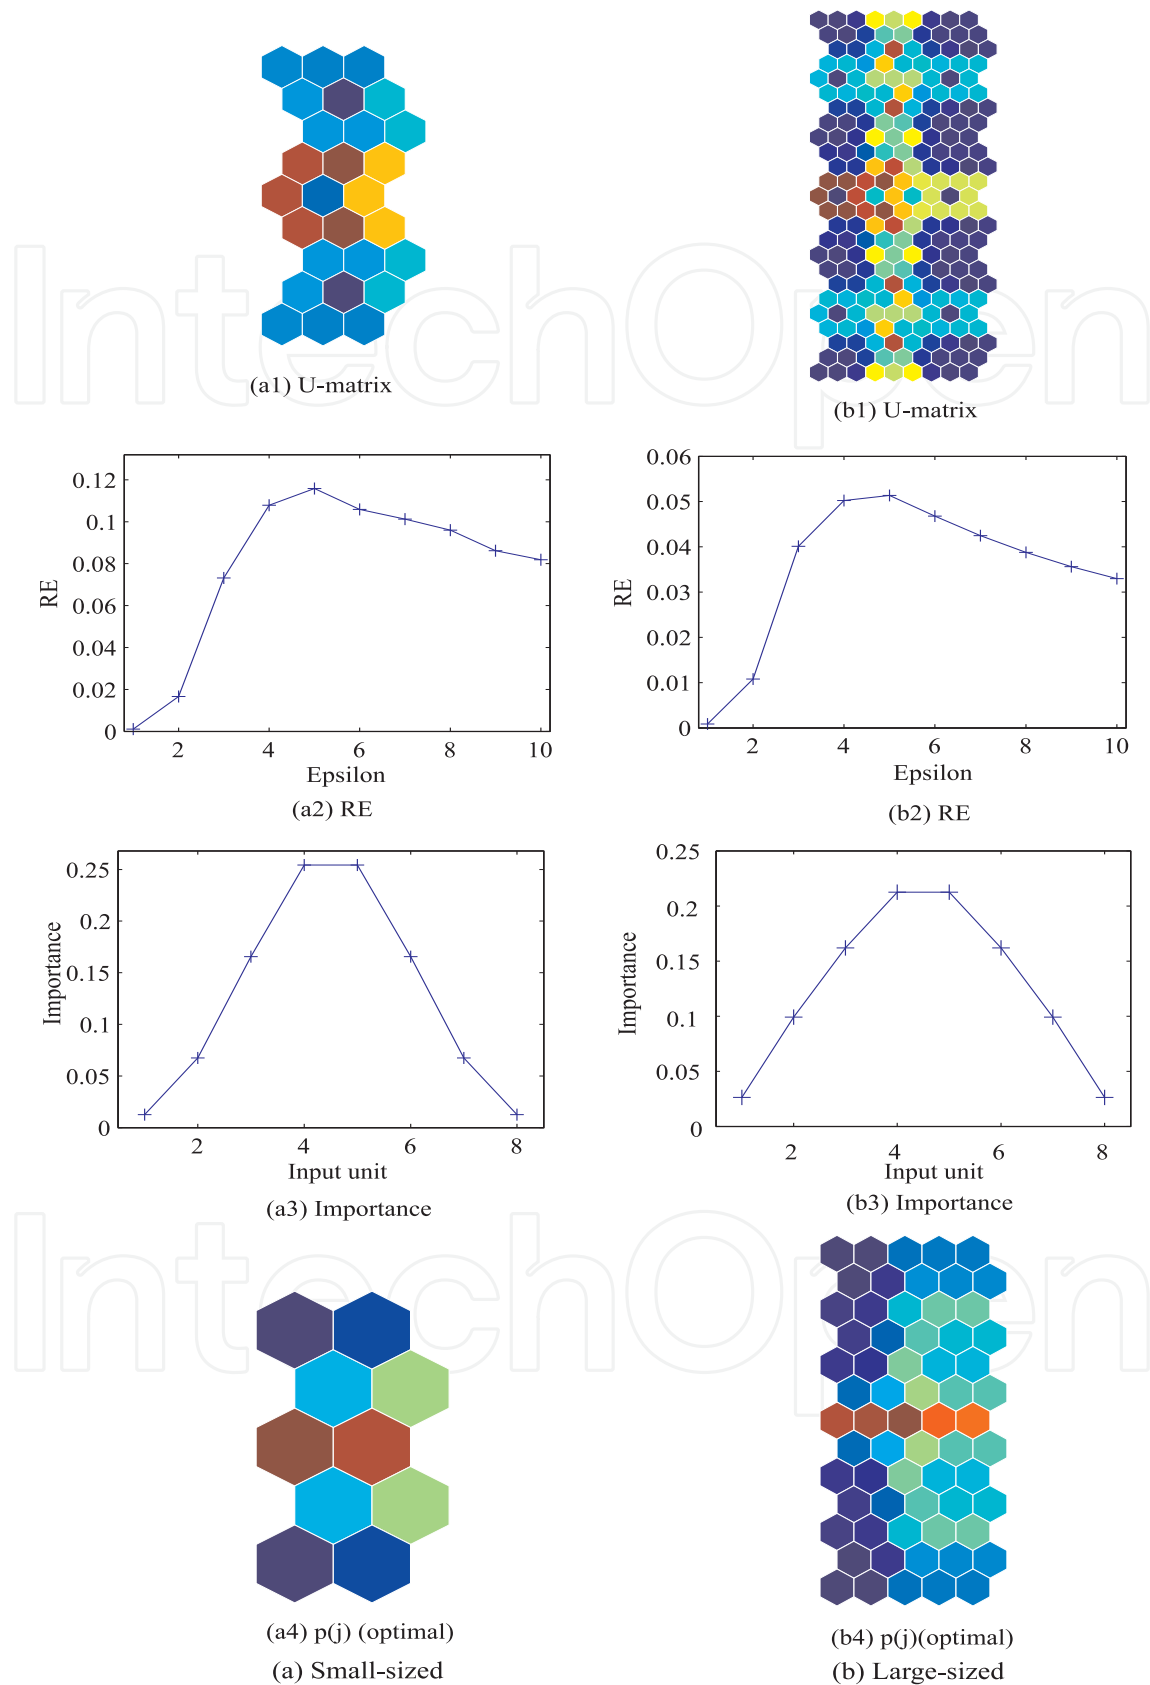 IntechOpen
(a1) U-matrix
(b1) U-matrix
0.12
0.1
0.08
0.06
0.04
0.02
0
RE
2 4 6 8 10
Epsilon
(a2) RE
0.06
0.05
0.04
0.03
0.02
0.01
0
RE
2 4 6 8 10
Epsilon
(b2) RE
0.25
0.2
0.15
0.1
0.05
0
Importance
2 4 6 8
Input unit
(a3) Importance
0.25
0.2
0.15
0.1
0.05
0
Importance
2 4 6 8
Input unit
(b3) Importance
IntechOpen
(a4) p(j) (optimal)
(b4) p(j)(optimal)
(a) Small-sized
(b) Large-sized